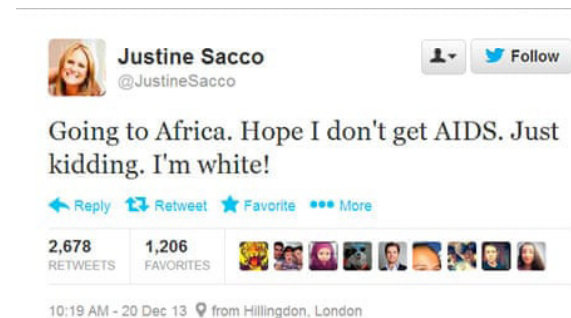 Justine Sacco
@JustineSacco
Follow
Going to Africa. Hope I don't get AIDS. Just
kidding. I'm white!
Reply Retweet Favorite More
2,678 1,206
RETWEETS FAVORITES
10:19 AM - 20 Dec 13 from Hillingdon, London